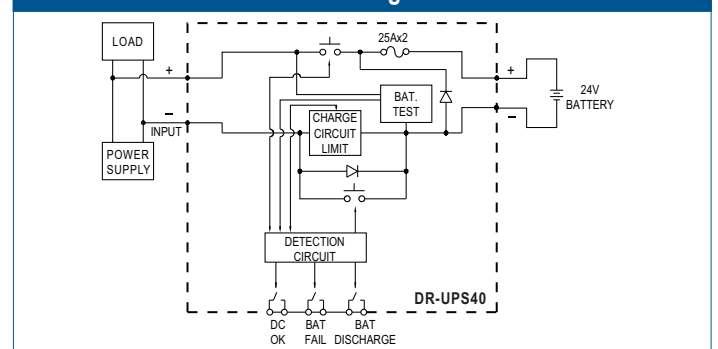 LOAD
25Ax2
+
+
BAT.
TEST
24V
BATTERY
CHARGE
CIRCUIT
LIMIT
−
−
INPUT
POWER
SUPPLY
DETECTION
CIRCUIT
DR-UPS40
DC
OK
BAT
FAIL
BAT
DISCHARGE